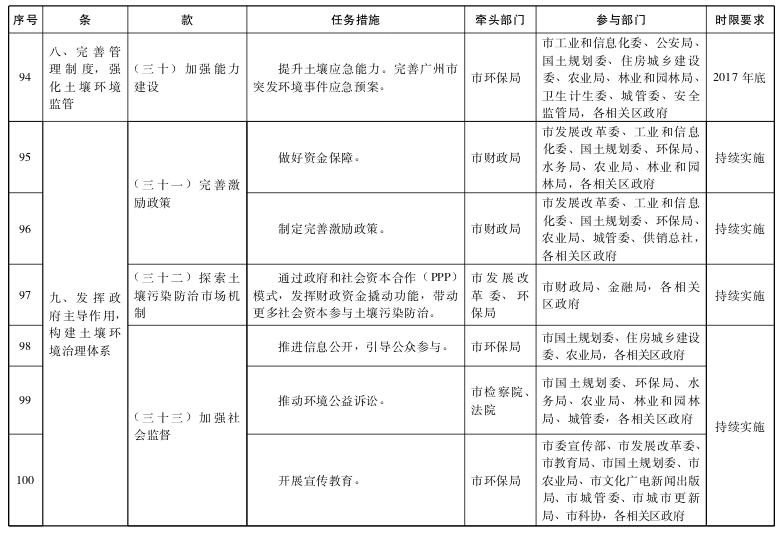 序号 条 款 任务措施 牵头部门 参与部门 时限要求
94
八、完善管
理制度，强
化土壤环境
监管
（三十）加强能力
建设
提升土壤应急能力。完善广州市
突发环境事件应急预案。
市环保局
市工业和信息化委、公安局、
国土规划委、住房城乡建设
委、农业局、林业和园林局、
卫生计生委、城管委、安全
监管局，各相关区政府
2017 年底
95
九、发挥政
府主导作用，
构建土壤环
境治理体系
（三十一）完善激
励政策
做好资金保障。
市财政局
市发展改革委、工业和信息
化委、国土规划委、环保局、
水务局、农业局、林业和园
林局，各相关区政府
持续实施
96
制定完善激励政策。
市财政局
市发展改革委、工业和信息
化委、国土规划委、环保局、
农业局、城管委、供销总社，
各相关区政府
持续实施
97
（三十二）探索土
壤污染防治市场机
制
通过政府和社会资本合作（PPP）
模式，发挥财政资金撬动功能，带动
更多社会资本参与土壤污染防治。
市发展改
革委、环
保局
市财政局、金融局，各相关
区政府
持续实施
98
（三十三）加强社
会监督
推进信息公开，引导公众参与。
市环保局
市国土规划委、住房城乡建设
委、农业局，各相关区政府
持续实施
99
推动环境公益诉讼。
市检察院、
法院
市国土规划委、环保局、水
务局、农业局、林业和园林
局、城管委，各相关区政府
100
开展宣传教育。
市环保局
市委宣传部、市发展改革委、
市教育局、市国土规划委、市
农业局、市文化广电新闻出版
局、市城管委、市城市更新
局、市科协，各相关区政府